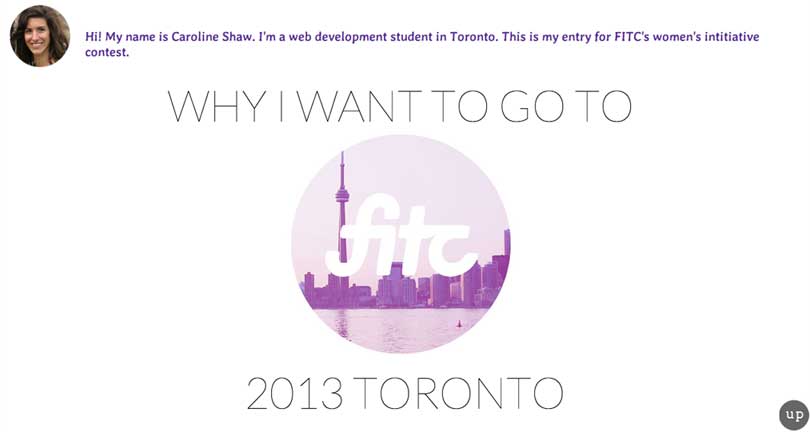 Hi! My name is Caroline Shaw. I'm a web development student in Toronto. This is my entry for FITC's women's intitiative
contest.
WHY I WANT TO GO TO
fitc
2013 TORONTO
up